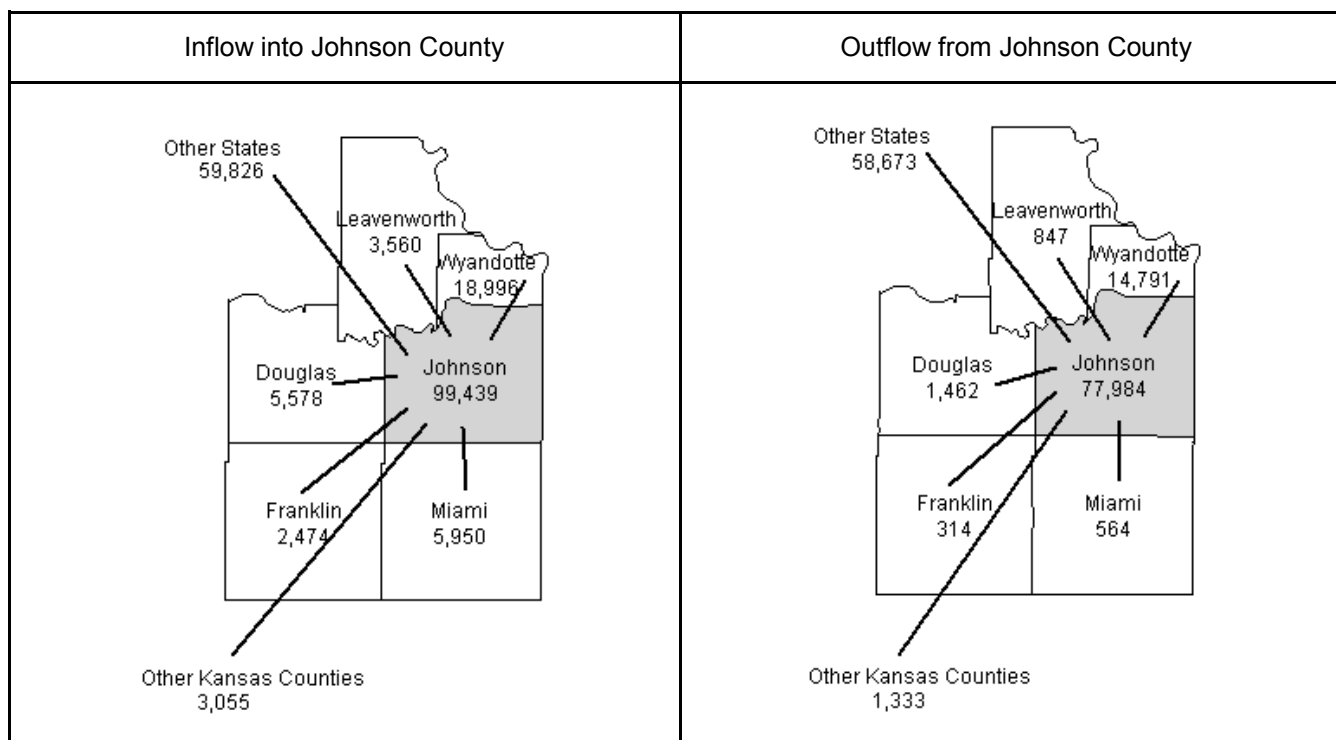 Inflow into Johnson County
Outflow from Johnson County
Other States
59,826
Leavenworth
3,560
Wyandotte
18,996
Douglas
5,578
Johnson
99,439
Franklin
2,474
Miami
5,950
Other Kansas Counties
3,055
Other States
58,673
Leavenworth
847
Wyandotte
14,791
Douglas
1,462
Johnson
77,984
Franklin
314
Miami
564
Other Kansas Counties
1,333